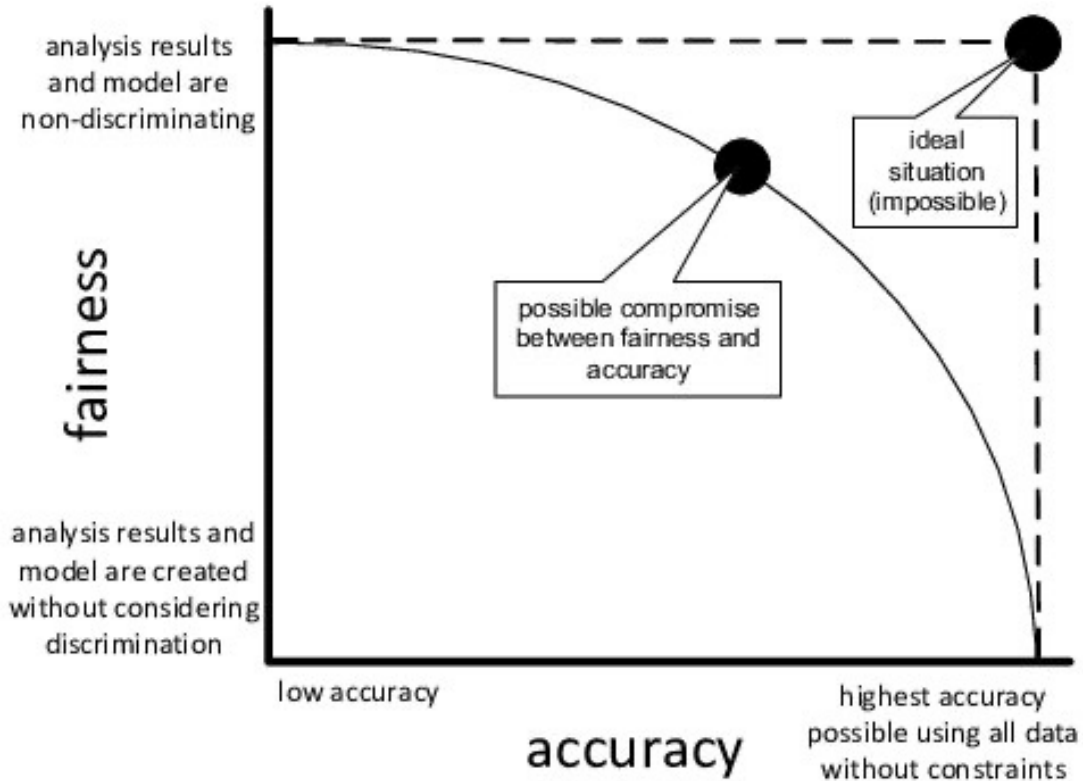 analysis results
and model are
non-discriminating
ideal
situation
(impossible)
possible compromise
between fairness and
accuracy
fairness
analysis results and
model are created
without considering
discrimination
low accuracy
highest accuracy
possible using all data
without constraints
accuracy